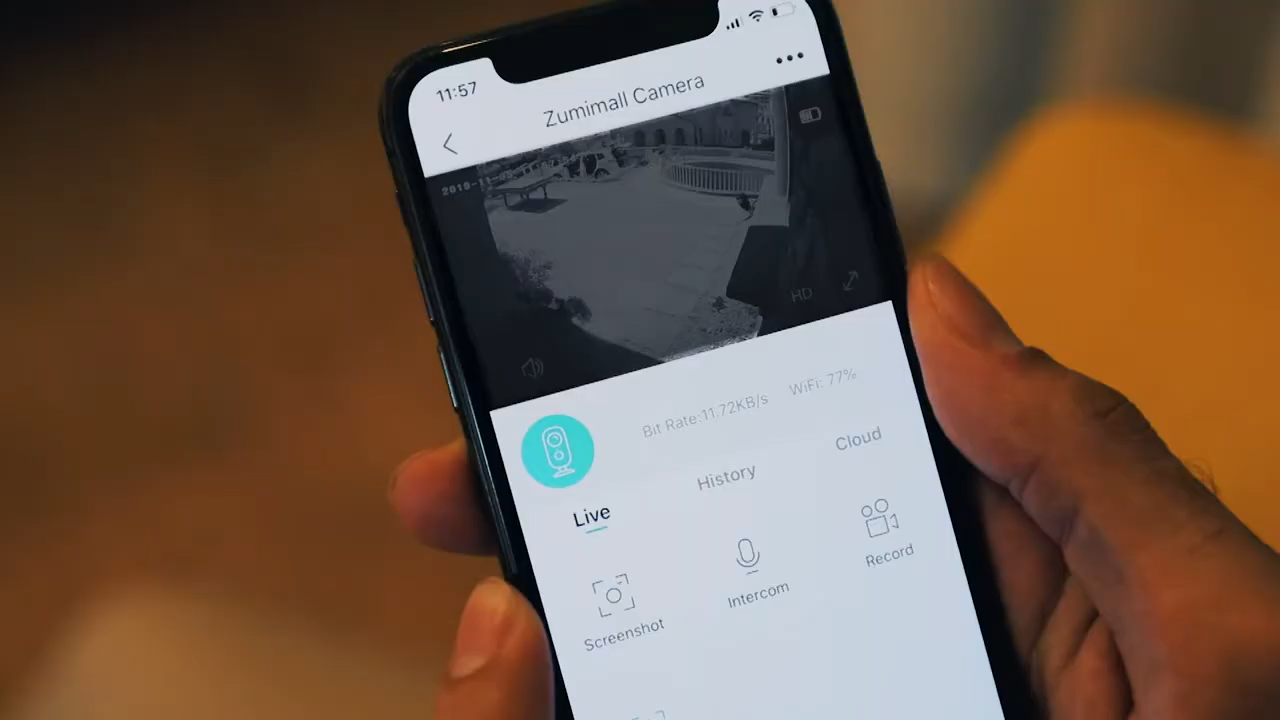 11:57
Zumimall Camera
HD
Bit Rate:11.72KB/s
WiFi: 77%
Live
History
Cloud
Screenshot
Intercom
Record